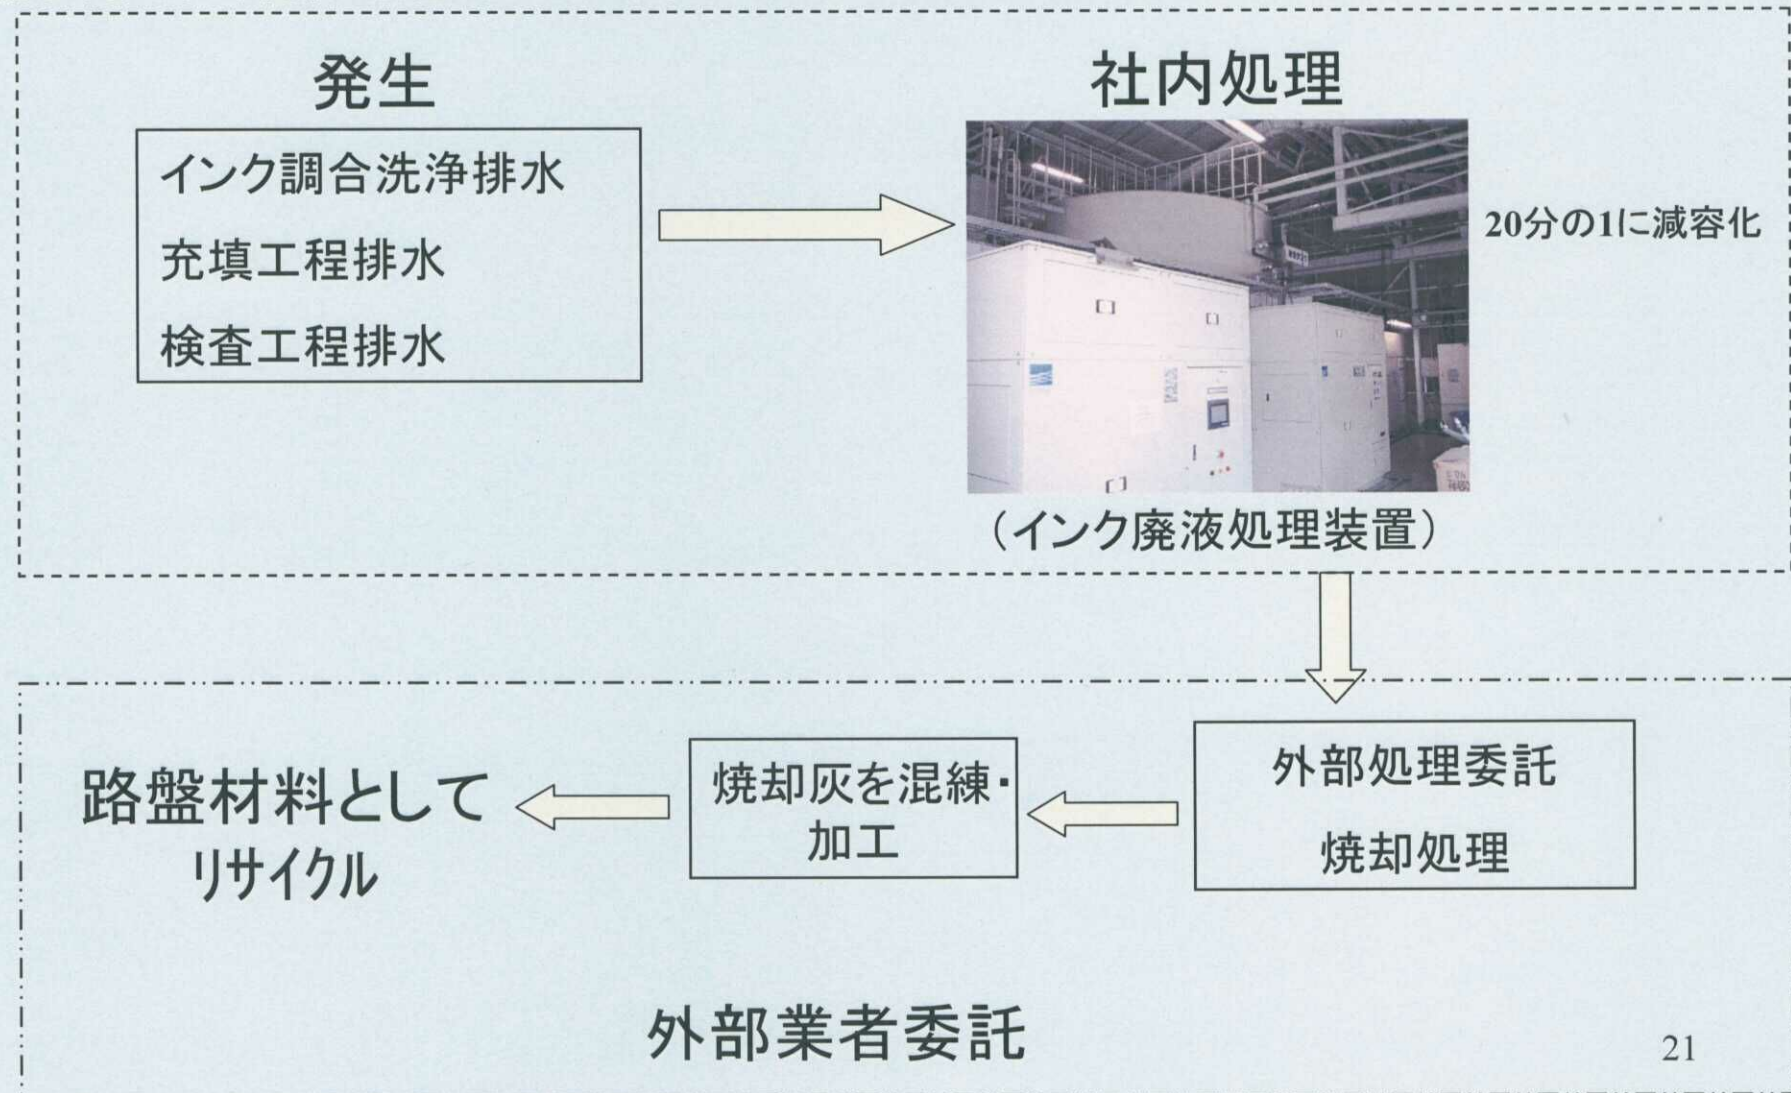 発生
インク調合洗浄排水
充填工程排水
検査工程排水
社内処理
20分の1に減容化
（インク廃液処理装置）
外部処理委託
焼却処理
焼却灰を混練・
加工
路盤材料として
リサイクル
外部業者委託
21